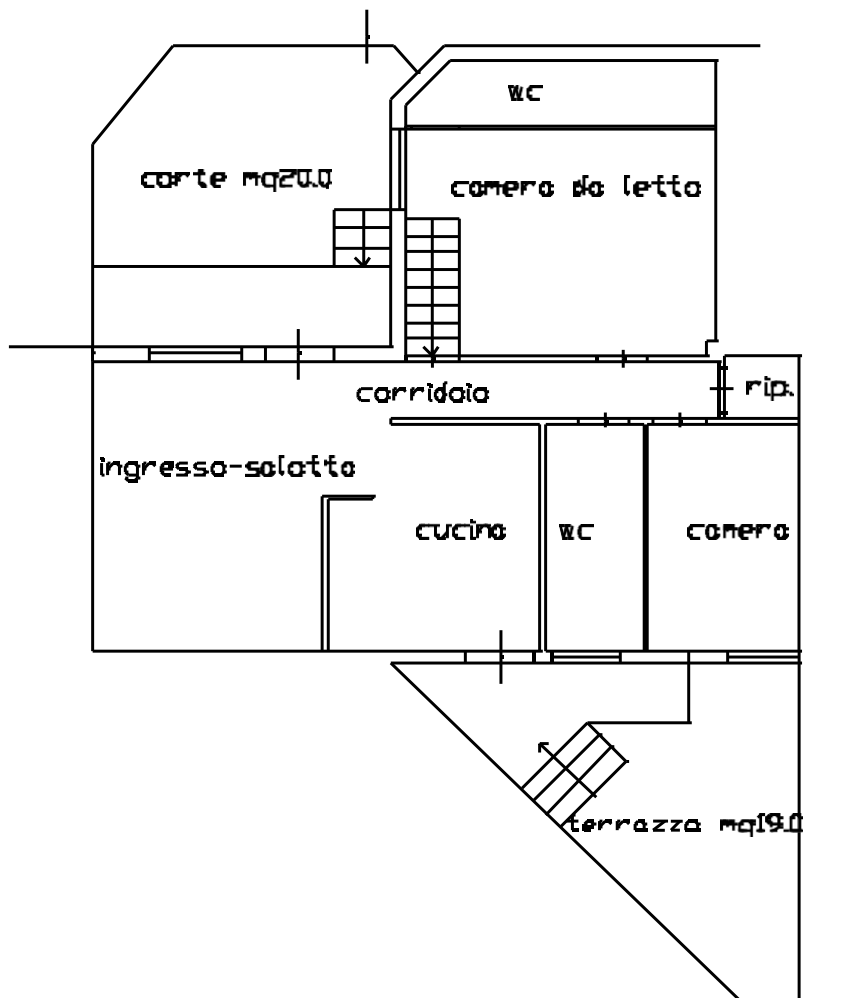 wc
corte mq20.0
camera da letto
corridoio
rip.
ingresso-salotto
cucina
wc
camera
terrazza mq19.0